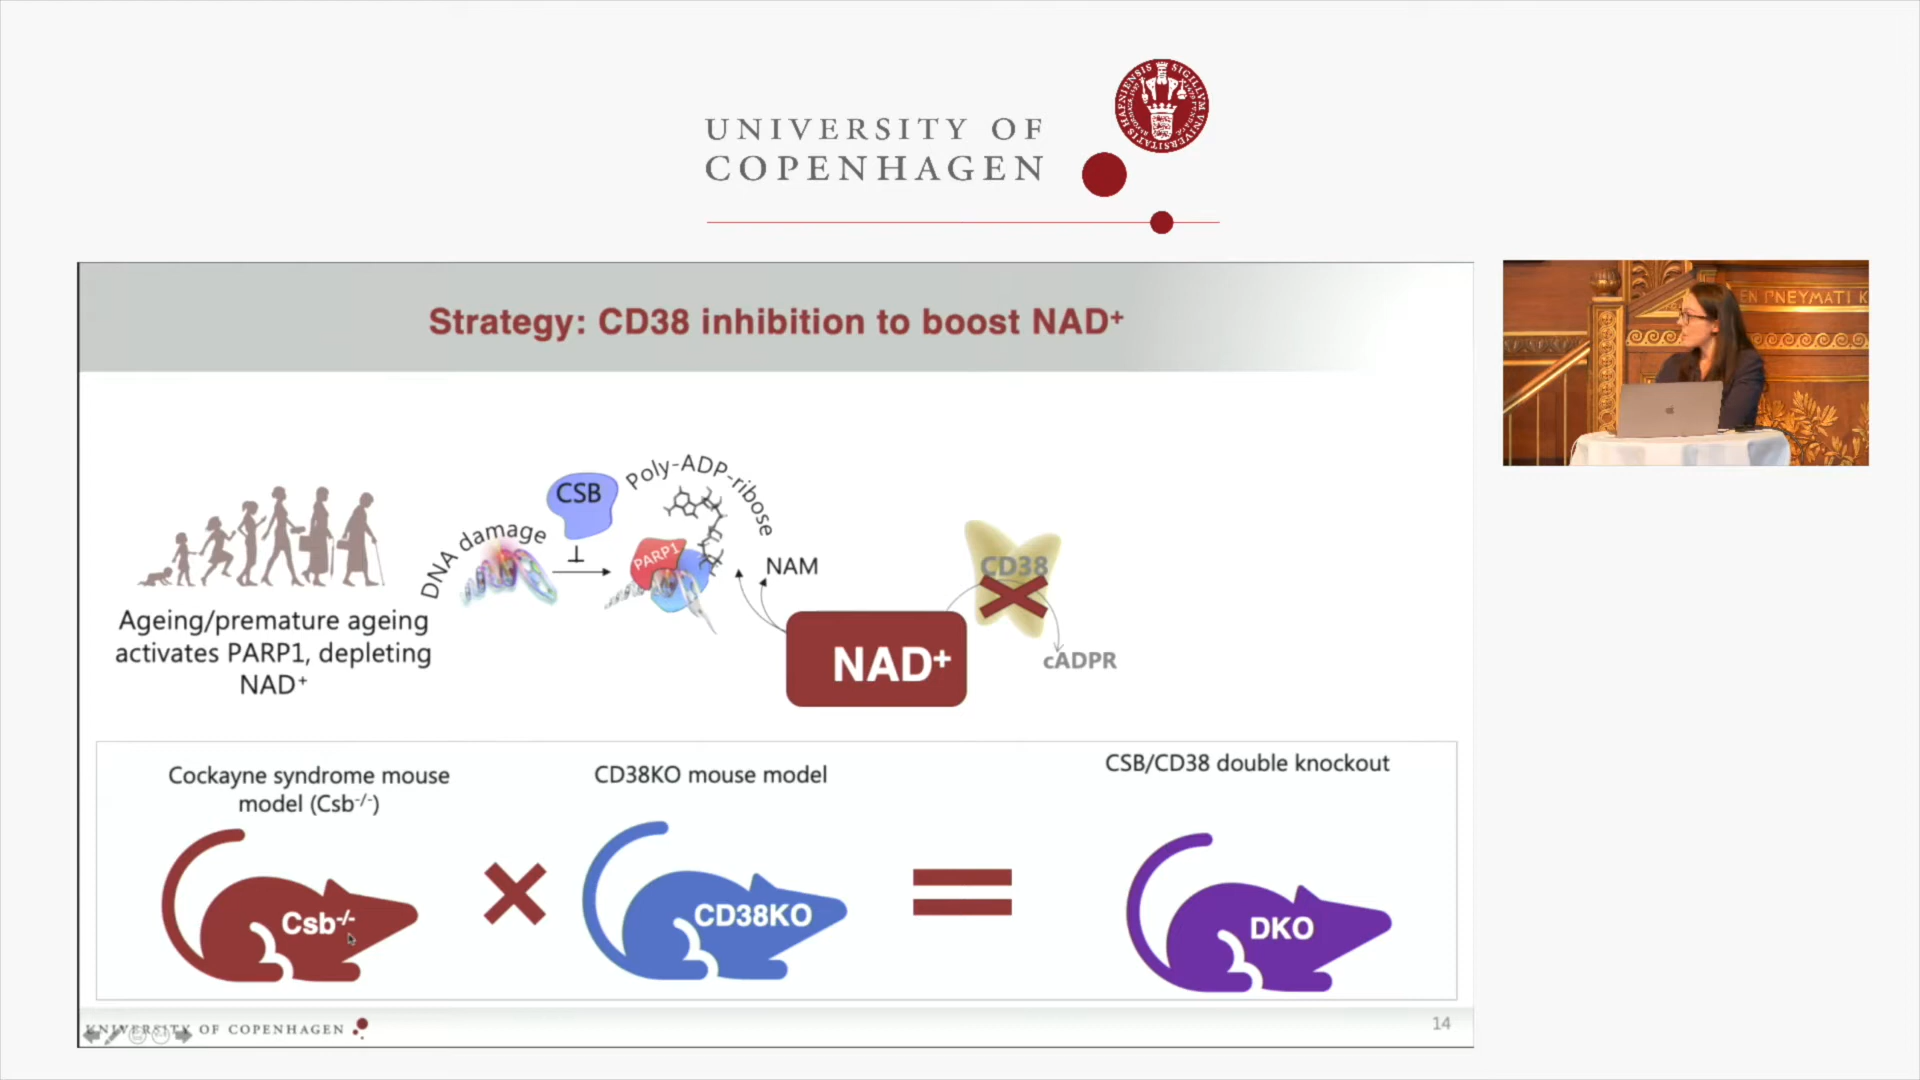 UNIVERSITY OF
COPENHAGEN
Strategy: CD38 inhibition to boost NAD⁺
EN PNEYMATI K
CSB
Poly-ADP-ribose
DNA damage
PARP1
NAM
CD38
Ageing/premature ageing
activates PARP1, depleting
NAD⁺
NAD⁺
cADPR
Cockayne syndrome mouse
model (Csb⁻/⁻)
CD38KO mouse model
CSB/CD38 double knockout
Csb⁻/⁻
CD38KO
DKO
UNIVERSITY OF COPENHAGEN
14